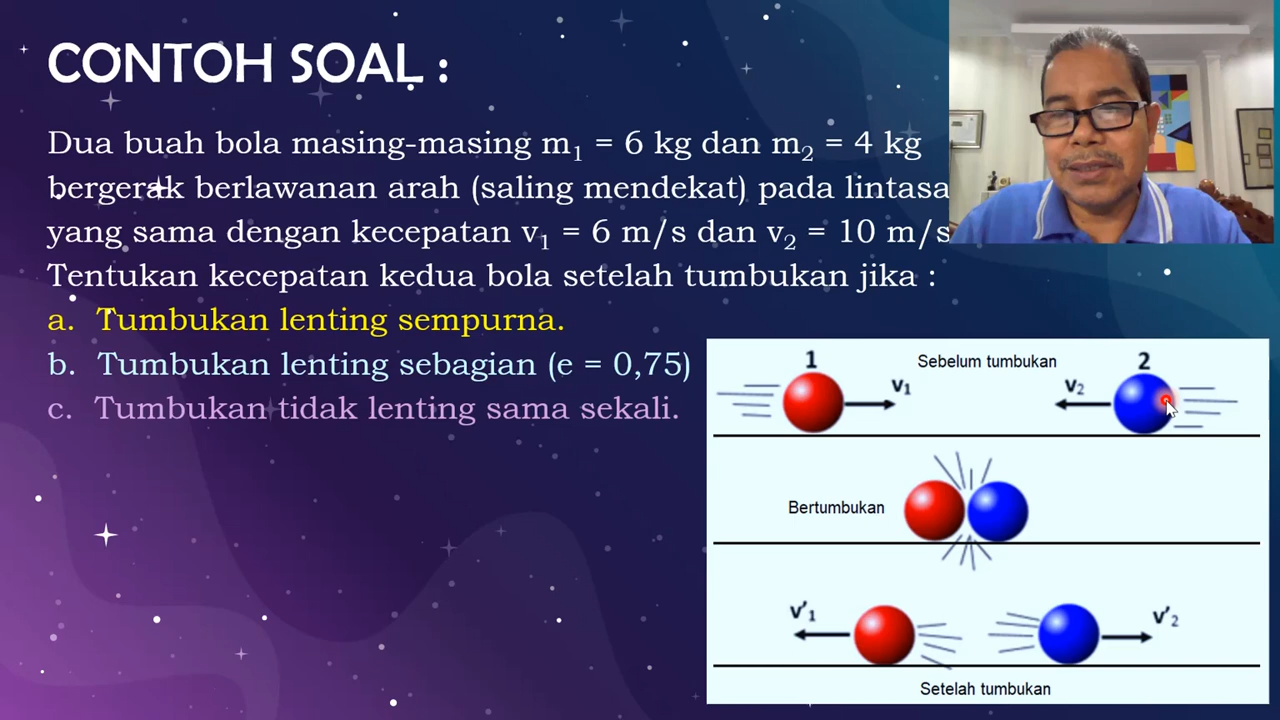 CONTOH SOAL :
Dua buah bola masing-masing m₁ = 6 kg dan m₂ = 4 kg
bergerak berlawanan arah (saling mendekat) pada lintasa
yang sama dengan kecepatan v₁ = 6 m/s dan v₂ = 10 m/s
Tentukan kecepatan kedua bola setelah tumbukan jika :
a. Tumbukan lenting sempurna.
b. Tumbukan lenting sebagian (e = 0,75)
c. Tumbukan tidak lenting sama sekali.
1 Sebelum tumbukan 2
v₁ v₂
Bertumbukan
v'₁ v'₂
Setelah tumbukan